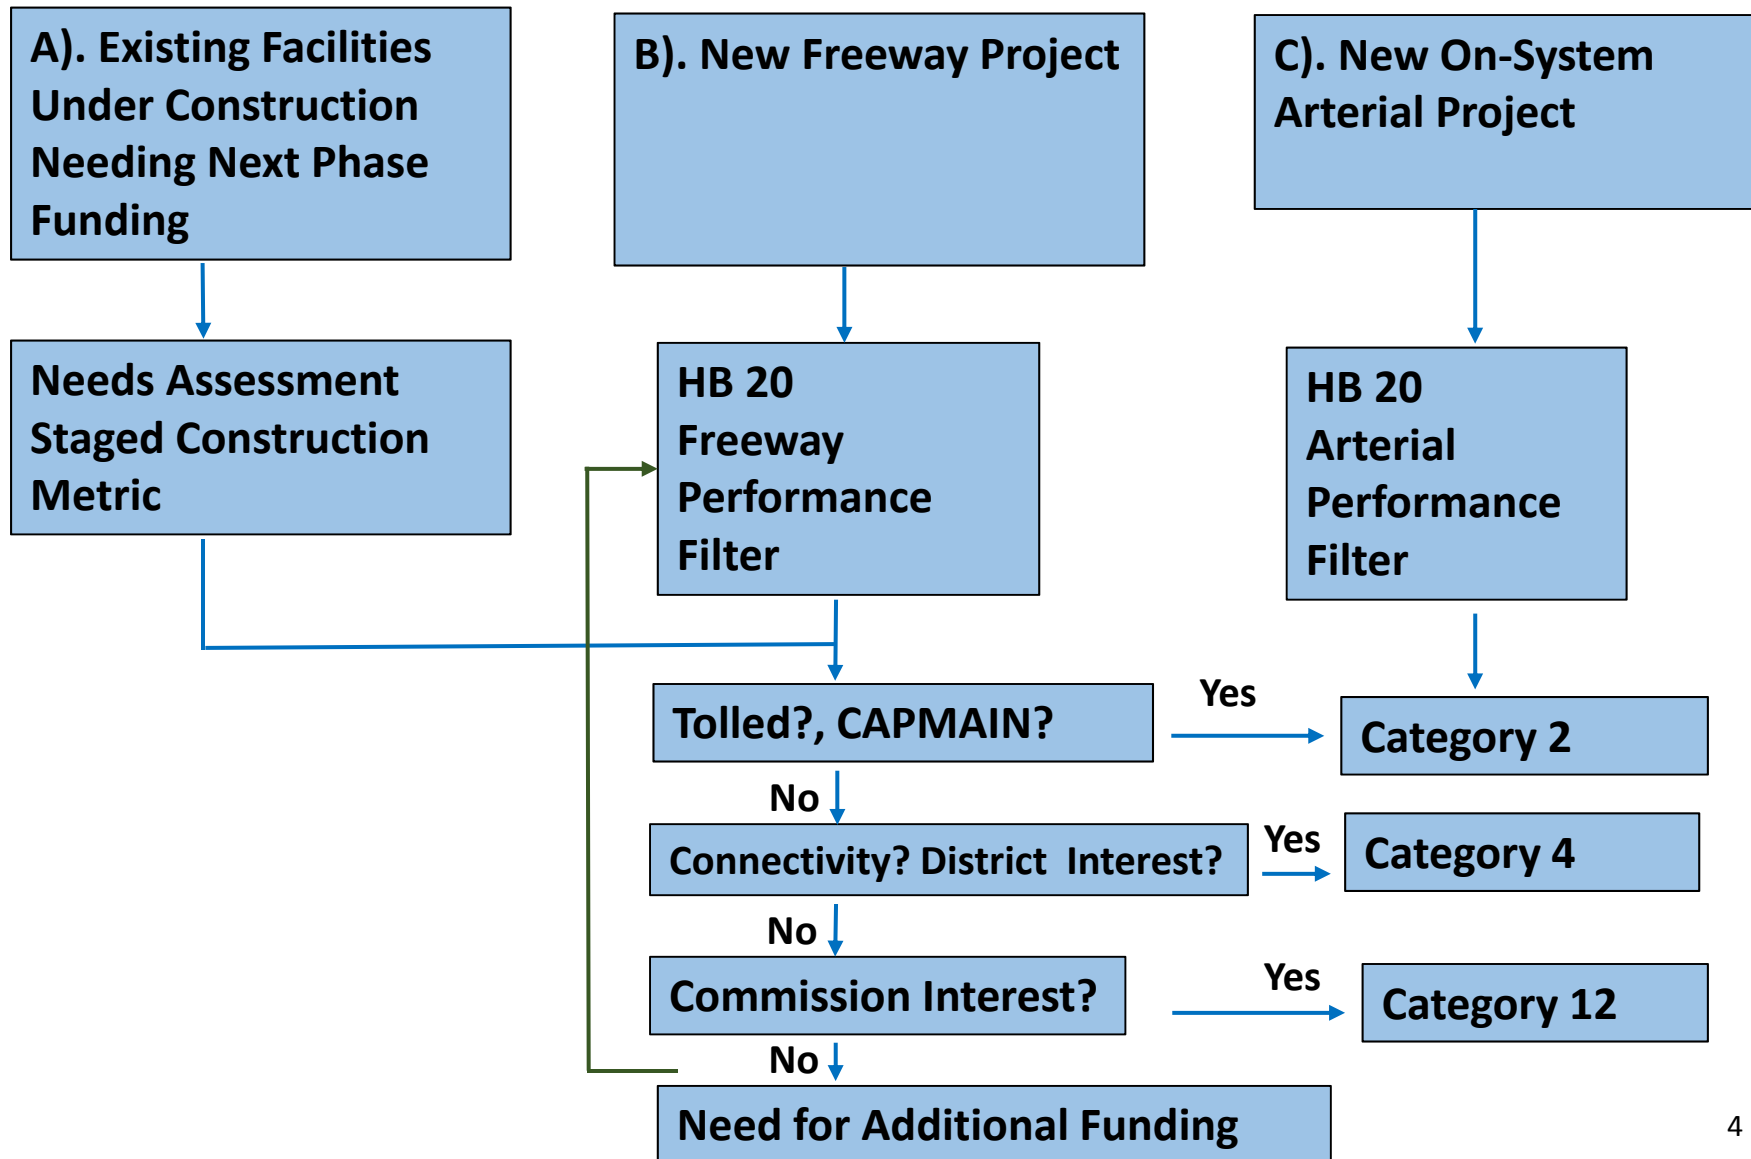 A). Existing Facilities
Under Construction
Needing Next Phase
Funding
B). New Freeway Project
C). New On-System
Arterial Project
Needs Assessment
Staged Construction
Metric
HB 20
Freeway
Performance
Filter
HB 20
Arterial
Performance
Filter
Tolled?, CAPMAIN?
Yes
Category 2
No
Connectivity? District  Interest?
Yes
Category 4
No
Commission Interest?
Yes
Category 12
No
Need for Additional Funding
4